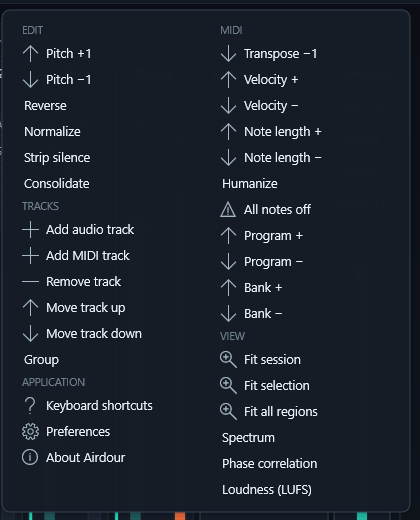 EDIT
Pitch +1
Pitch −1
Reverse
Normalize
Strip silence
Consolidate
TRACKS
Add audio track
Add MIDI track
Remove track
Move track up
Move track down
Group
APPLICATION
Keyboard shortcuts
Preferences
About Airdour
MIDI
Transpose −1
Velocity +
Velocity −
Note length +
Note length −
Humanize
All notes off
Program +
Program −
Bank +
Bank −
VIEW
Fit session
Fit selection
Fit all regions
Spectrum
Phase correlation
Loudness (LUFS)